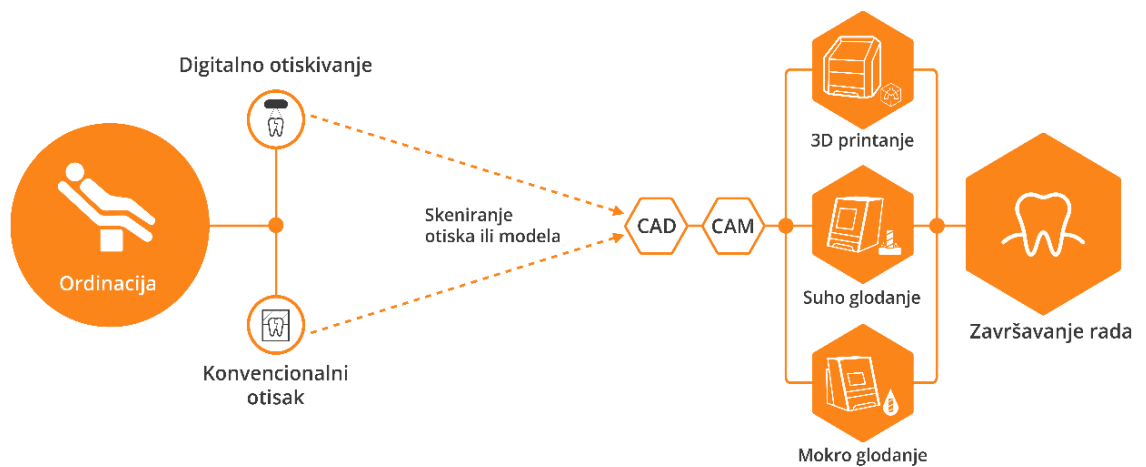 Digitalno otiskivanje
Ordinacija
Konvencionalni
otisak
Skeniranje
otiska ili modela
CAD
CAM
3D printanje
Suho glodanje
Mokro glodanje
Završavanje rada